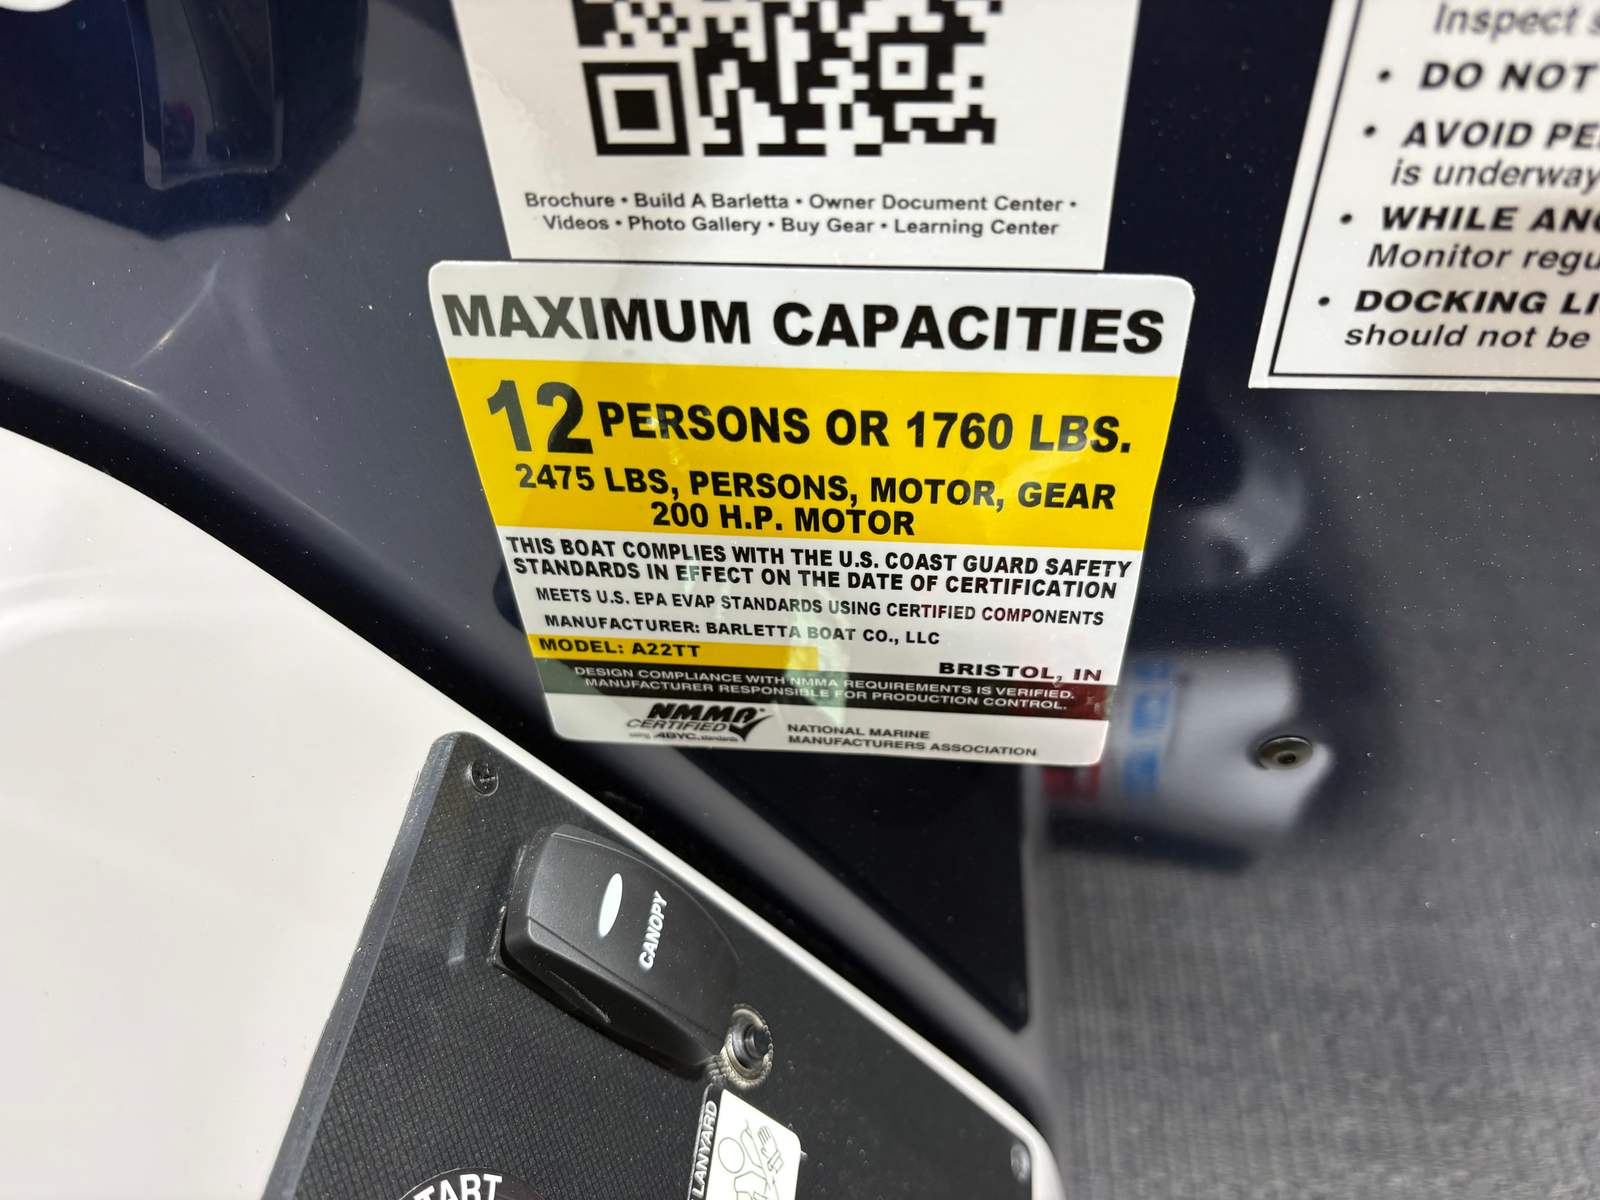 Brochure • Build A Barletta • Owner Document Center •
Videos • Photo Gallery • Buy Gear • Learning Center
Inspect
• DO NOT
• AVOID
is underway
• WHILE
Monitor
• DOCKING
should not be
MAXIMUM CAPACITIES
12 PERSONS OR 1760 LBS.
2475 LBS, PERSONS, MOTOR, GEAR
200 H.P. MOTOR
THIS BOAT COMPLIES WITH THE U.S. COAST GUARD SAFETY
STANDARDS IN EFFECT ON THE DATE OF CERTIFICATION
MEETS U.S. EPA EVAP STANDARDS USING CERTIFIED COMPONENTS
MANUFACTURER: BARLETTA BOAT CO., LLC
MODEL: A22TT
BRISTOL, IN
DESIGN COMPLIANCE WITH NMMA REQUIREMENTS IS VERIFIED.
MANUFACTURER RESPONSIBLE FOR PRODUCTION CONTROL.
NMMA
CERTIFIED
using ABYC standards
NATIONAL MARINE
MANUFACTURERS ASSOCIATION
CANOPY
LANYARD
START